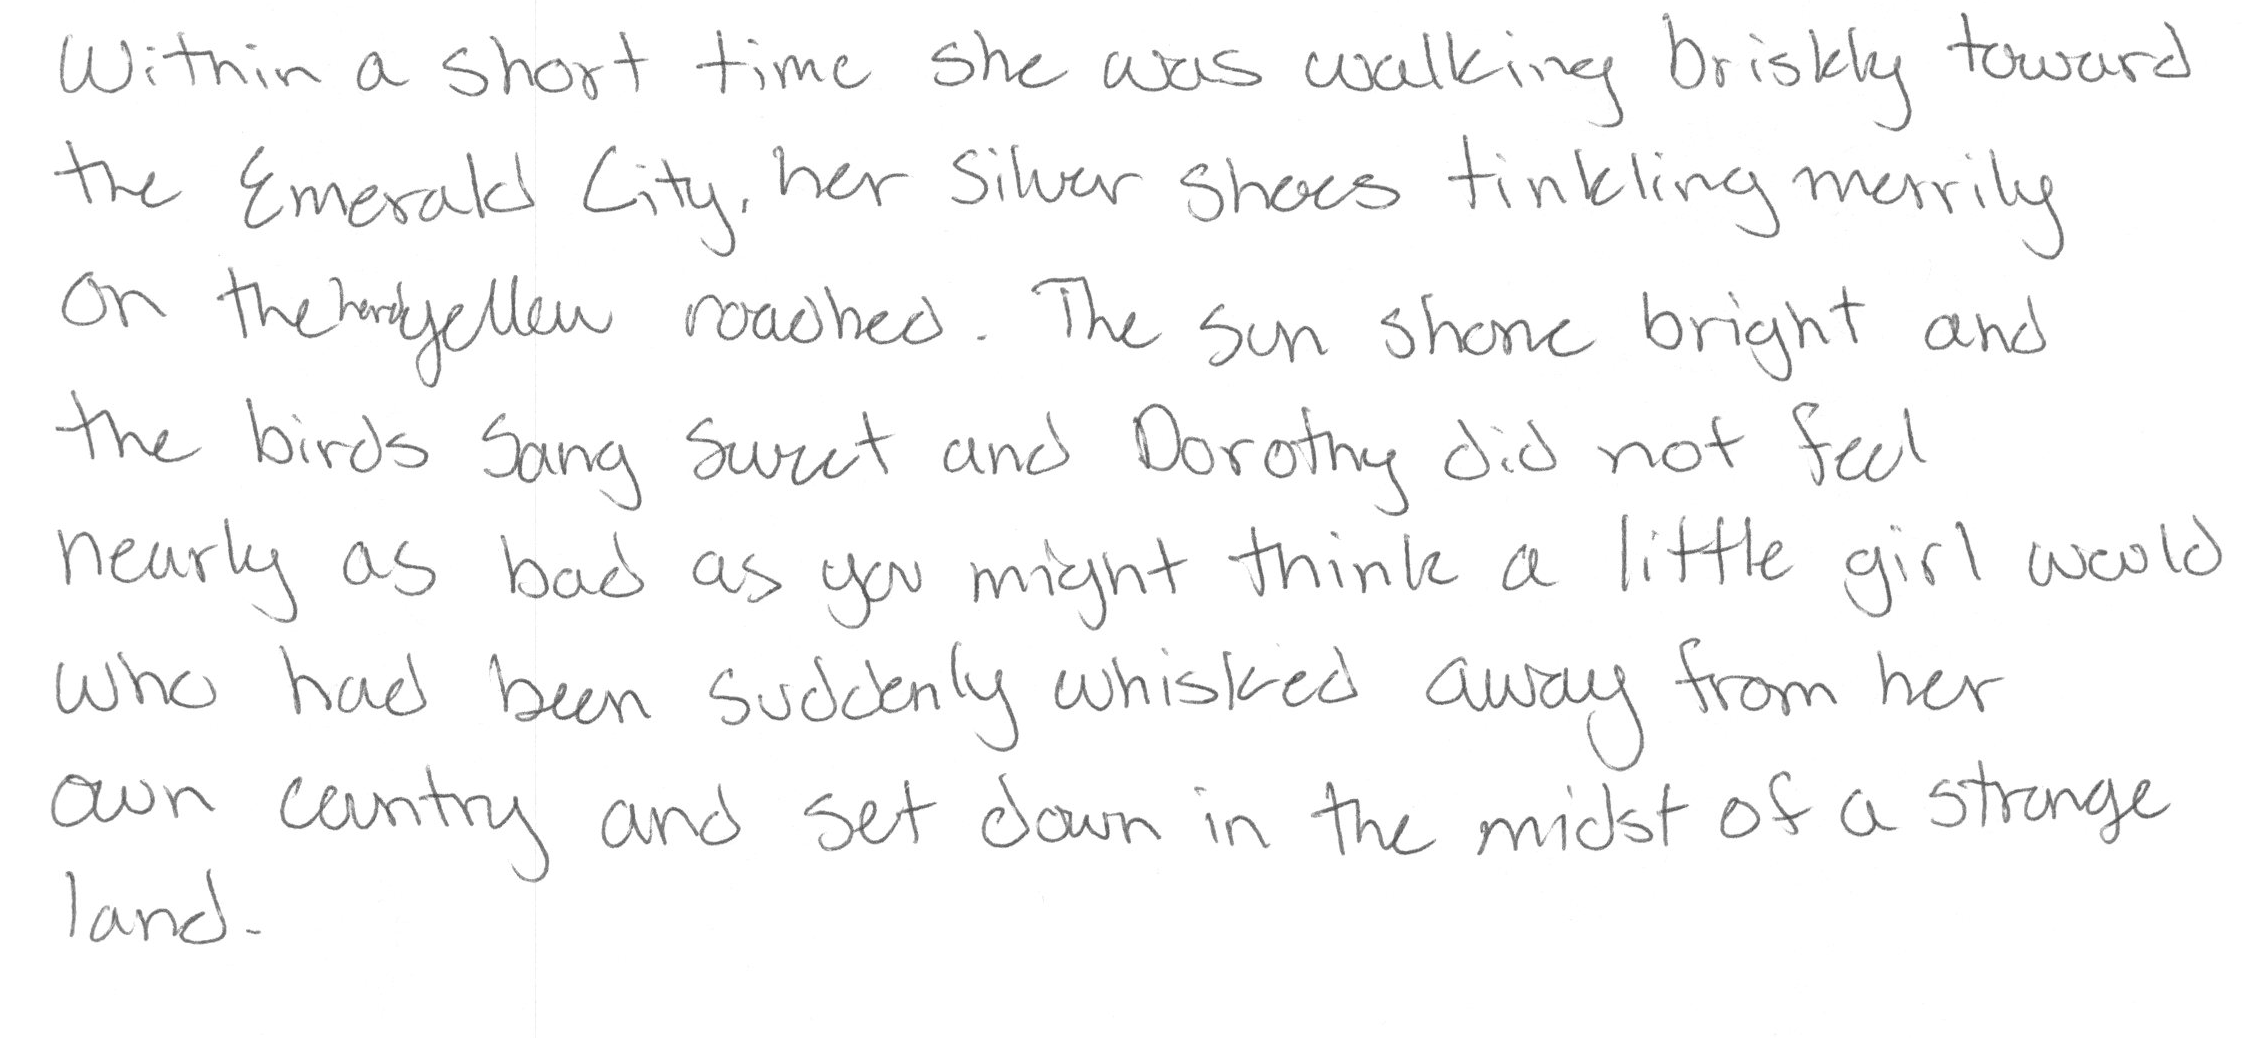 Within a short time she was walking briskly toward
the Emerald City, her Silver Shoes tinkling merrily
on the hard yellow roadbed. The sun shone bright and
the birds sang sweet and Dorothy did not feel
nearly as bad as you might think a little girl would
who had been suddenly whisked away from her
own country and set down in the midst of a strange
land.